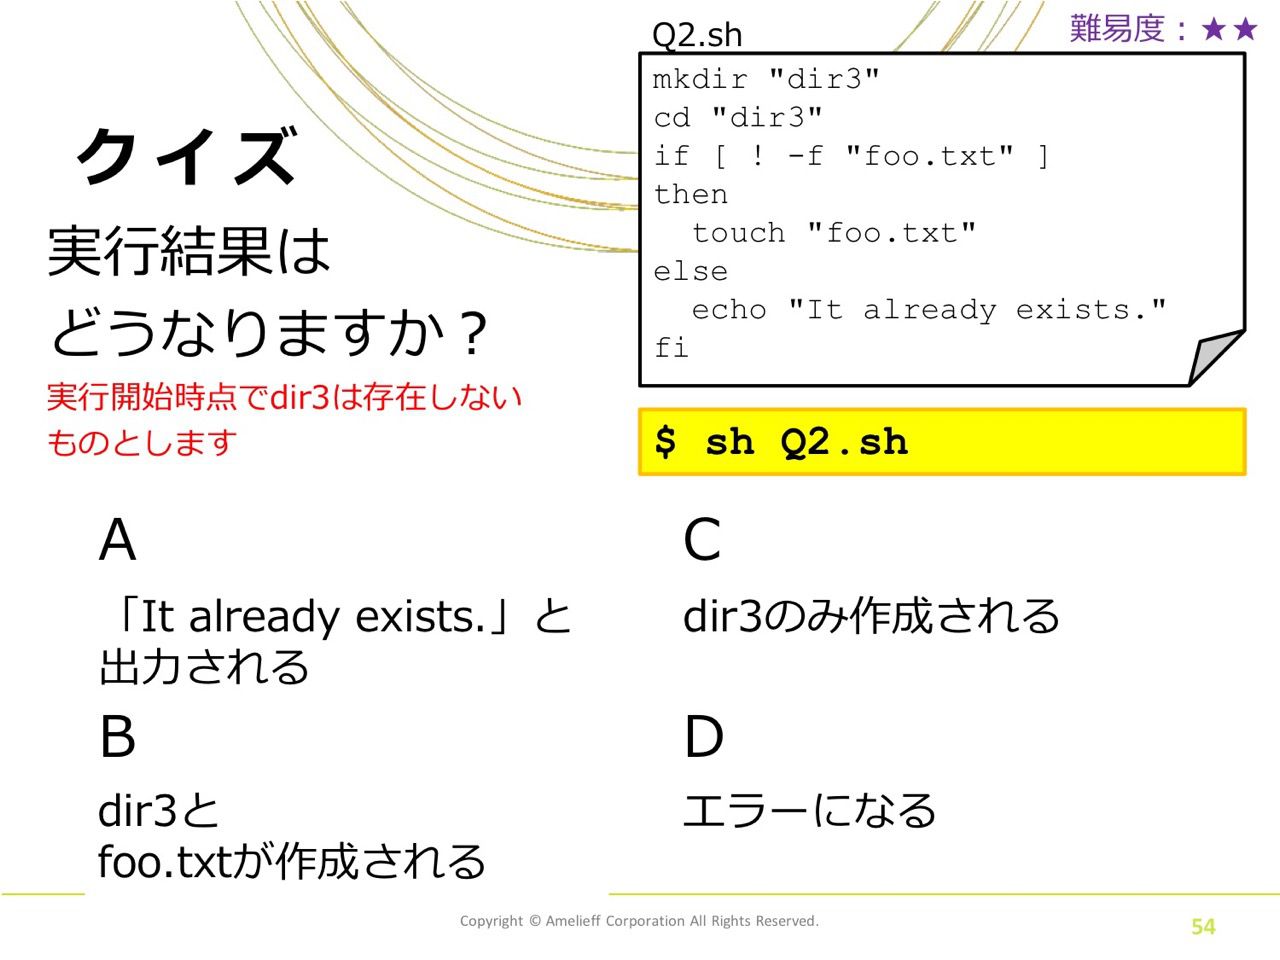 Q2.sh
難易度：★★
mkdir "dir3"
cd "dir3"
if [ ! -f "foo.txt" ]
then
  touch "foo.txt"
else
  echo "It already exists."
fi
クイズ
実行結果は
どうなりますか？
実行開始時点でdir3は存在しない
ものとします
$ sh Q2.sh
A
「It already exists.」と
出力される
B
dir3と
foo.txtが作成される
C
dir3のみ作成される
D
エラーになる
Copyright © Amelieff Corporation All Rights Reserved.
54